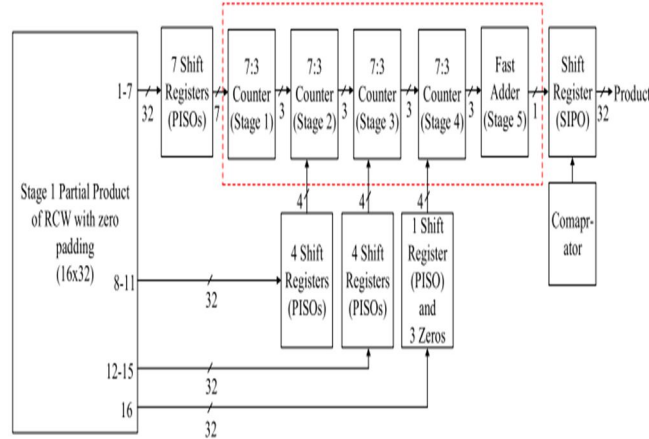 Stage 1 Partial Product
of RCW with zero
padding
(16x32)
1-7
32
7 Shift
Registers
(PISOs)
7
7:3
Counter
(Stage 1)
3
7:3
Counter
(Stage 2)
3
7:3
Counter
(Stage 3)
3
7:3
Counter
(Stage 4)
3
Fast
Adder
(Stage 5)
1
Shift
Register
(SIPO)
32
Product
4
4
4
8-11
32
4 Shift
Registers
(PISOs)
4 Shift
Registers
(PISOs)
1 Shift
Register
(PISO)
and
3 Zeros
Comapr-
ator
12-15
32
16
32